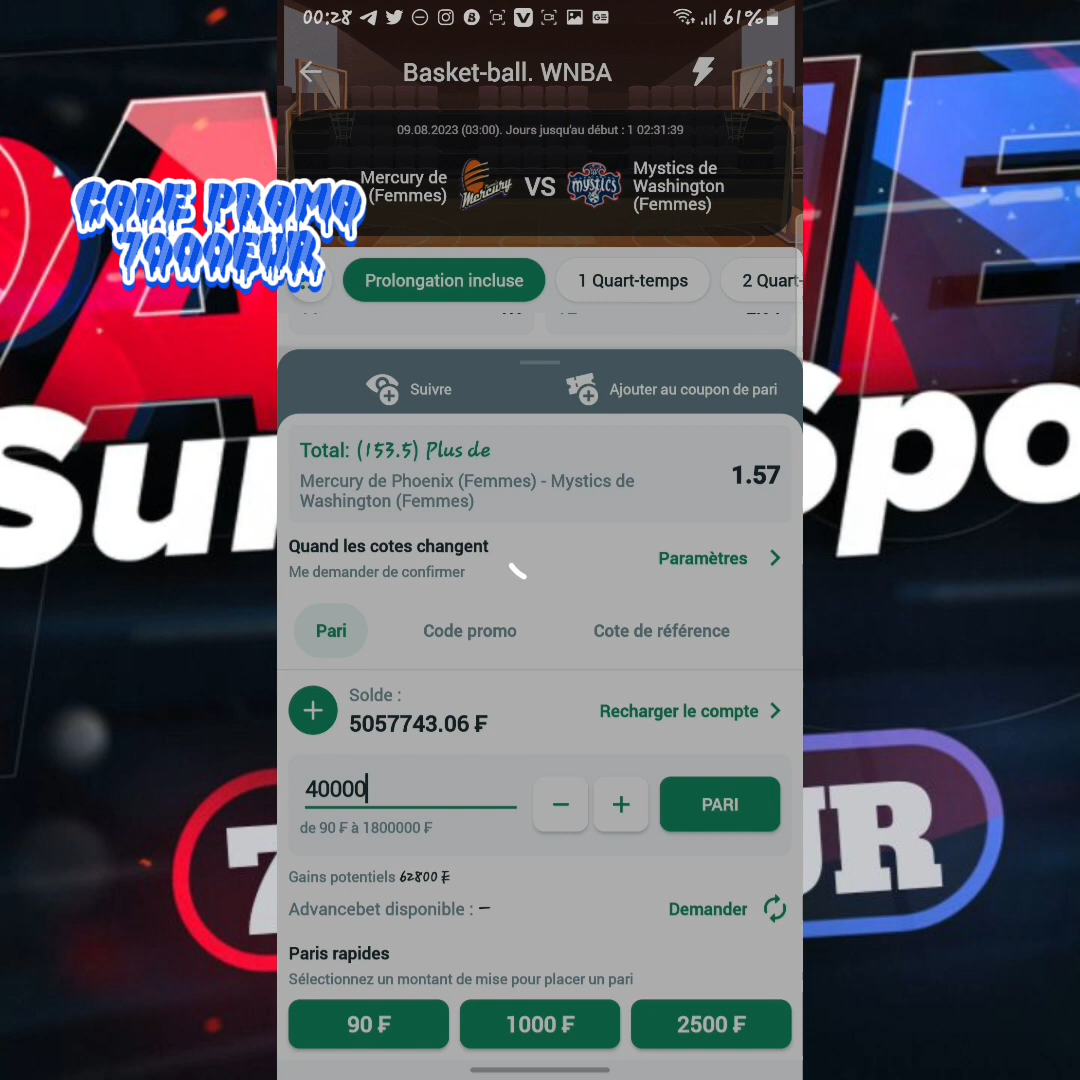 00:28
61%
Basket-ball. WNBA
09.08.2023 (03:00). Jours jusqu'au début : 1 02:31:39
Mercury de
(Femmes)
Mercury
VS
mystics
Mystics de
Washington
(Femmes)
CODE PROMO
7000EUR
Prolongation incluse
1 Quart-temps
2 Quart-
Suivre
Ajouter au coupon de pari
Total: (153.5) Plus de
Mercury de Phoenix (Femmes) - Mystics de
Washington (Femmes)
1.57
Quand les cotes changent
Me demander de confirmer
Paramètres
Pari
Code promo
Cote de référence
Solde :
5057743.06 ₣
Recharger le compte
40000
de 90 ₣ à 1800000 ₣
PARI
Gains potentiels 62800 ₣
Advancebet disponible : –
Demander
Paris rapides
Sélectionnez un montant de mise pour placer un pari
90 ₣
1000 ₣
2500 ₣